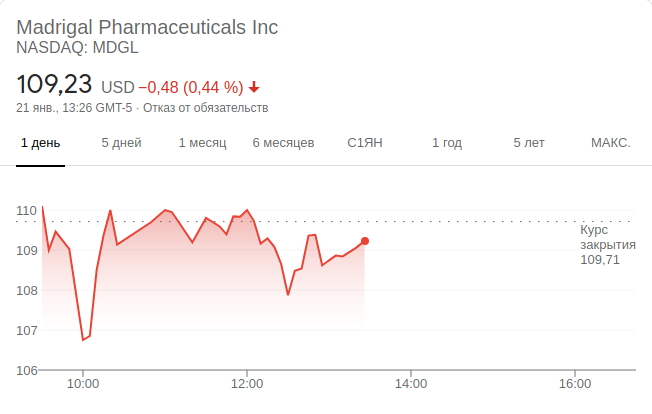 Madrigal Pharmaceuticals Inc
NASDAQ: MDGL
109,23 USD −0,48 (0,44 %)
21 янв., 13:26 GMT-5 · Отказ от обязательств
1 день 5 дней 1 месяц 6 месяцев С1ЯН 1 год 5 лет МАКС.
110
109
108
107
106
Курс
закрытия
109,71
10:00 12:00 14:00 16:00